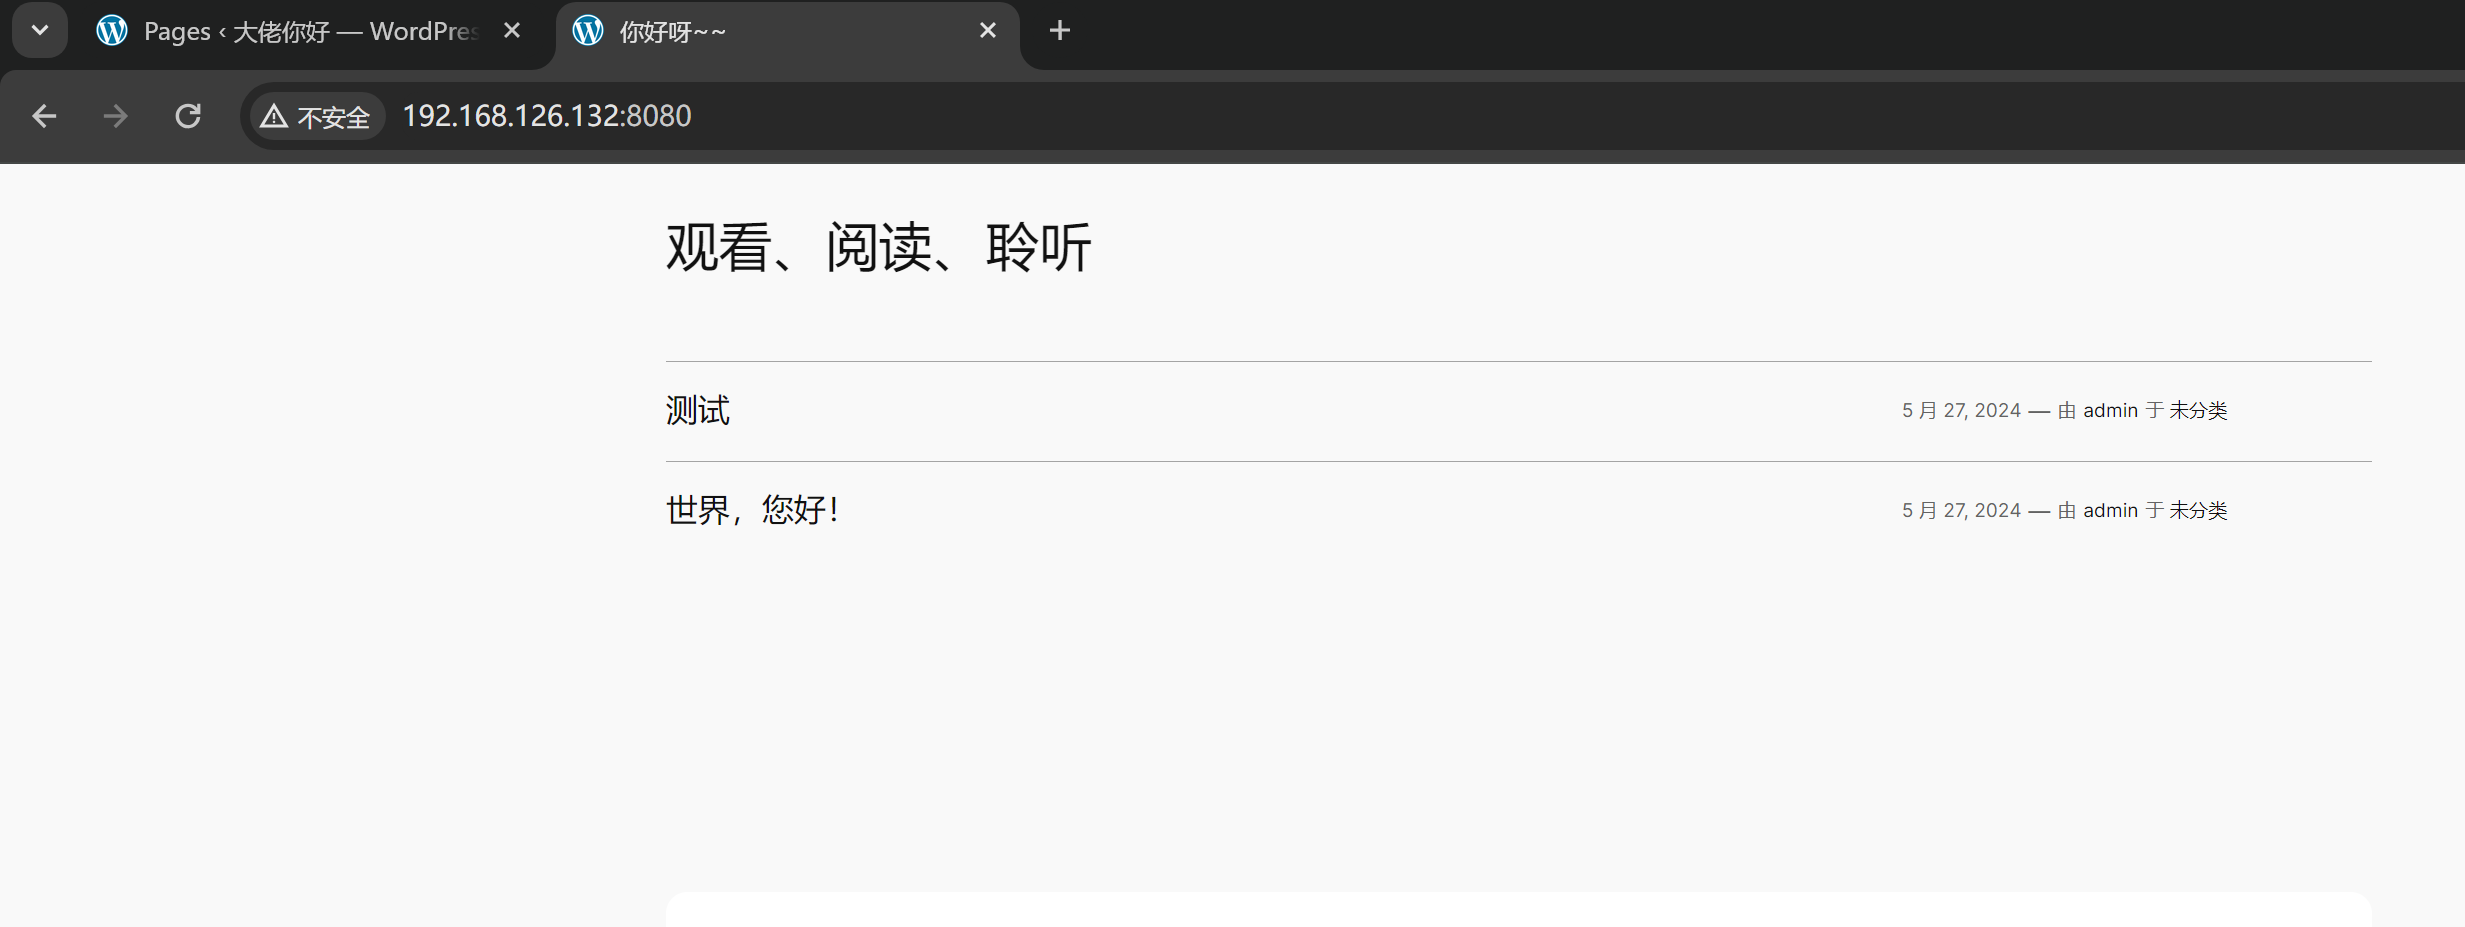 Pages ‹ 大佬你好 — WordPres
你好呀~~
不安全
192.168.126.132:8080
观看、阅读、聆听
测试
5 月 27, 2024 — 由 admin 于 未分类
世界，您好！
5 月 27, 2024 — 由 admin 于 未分类